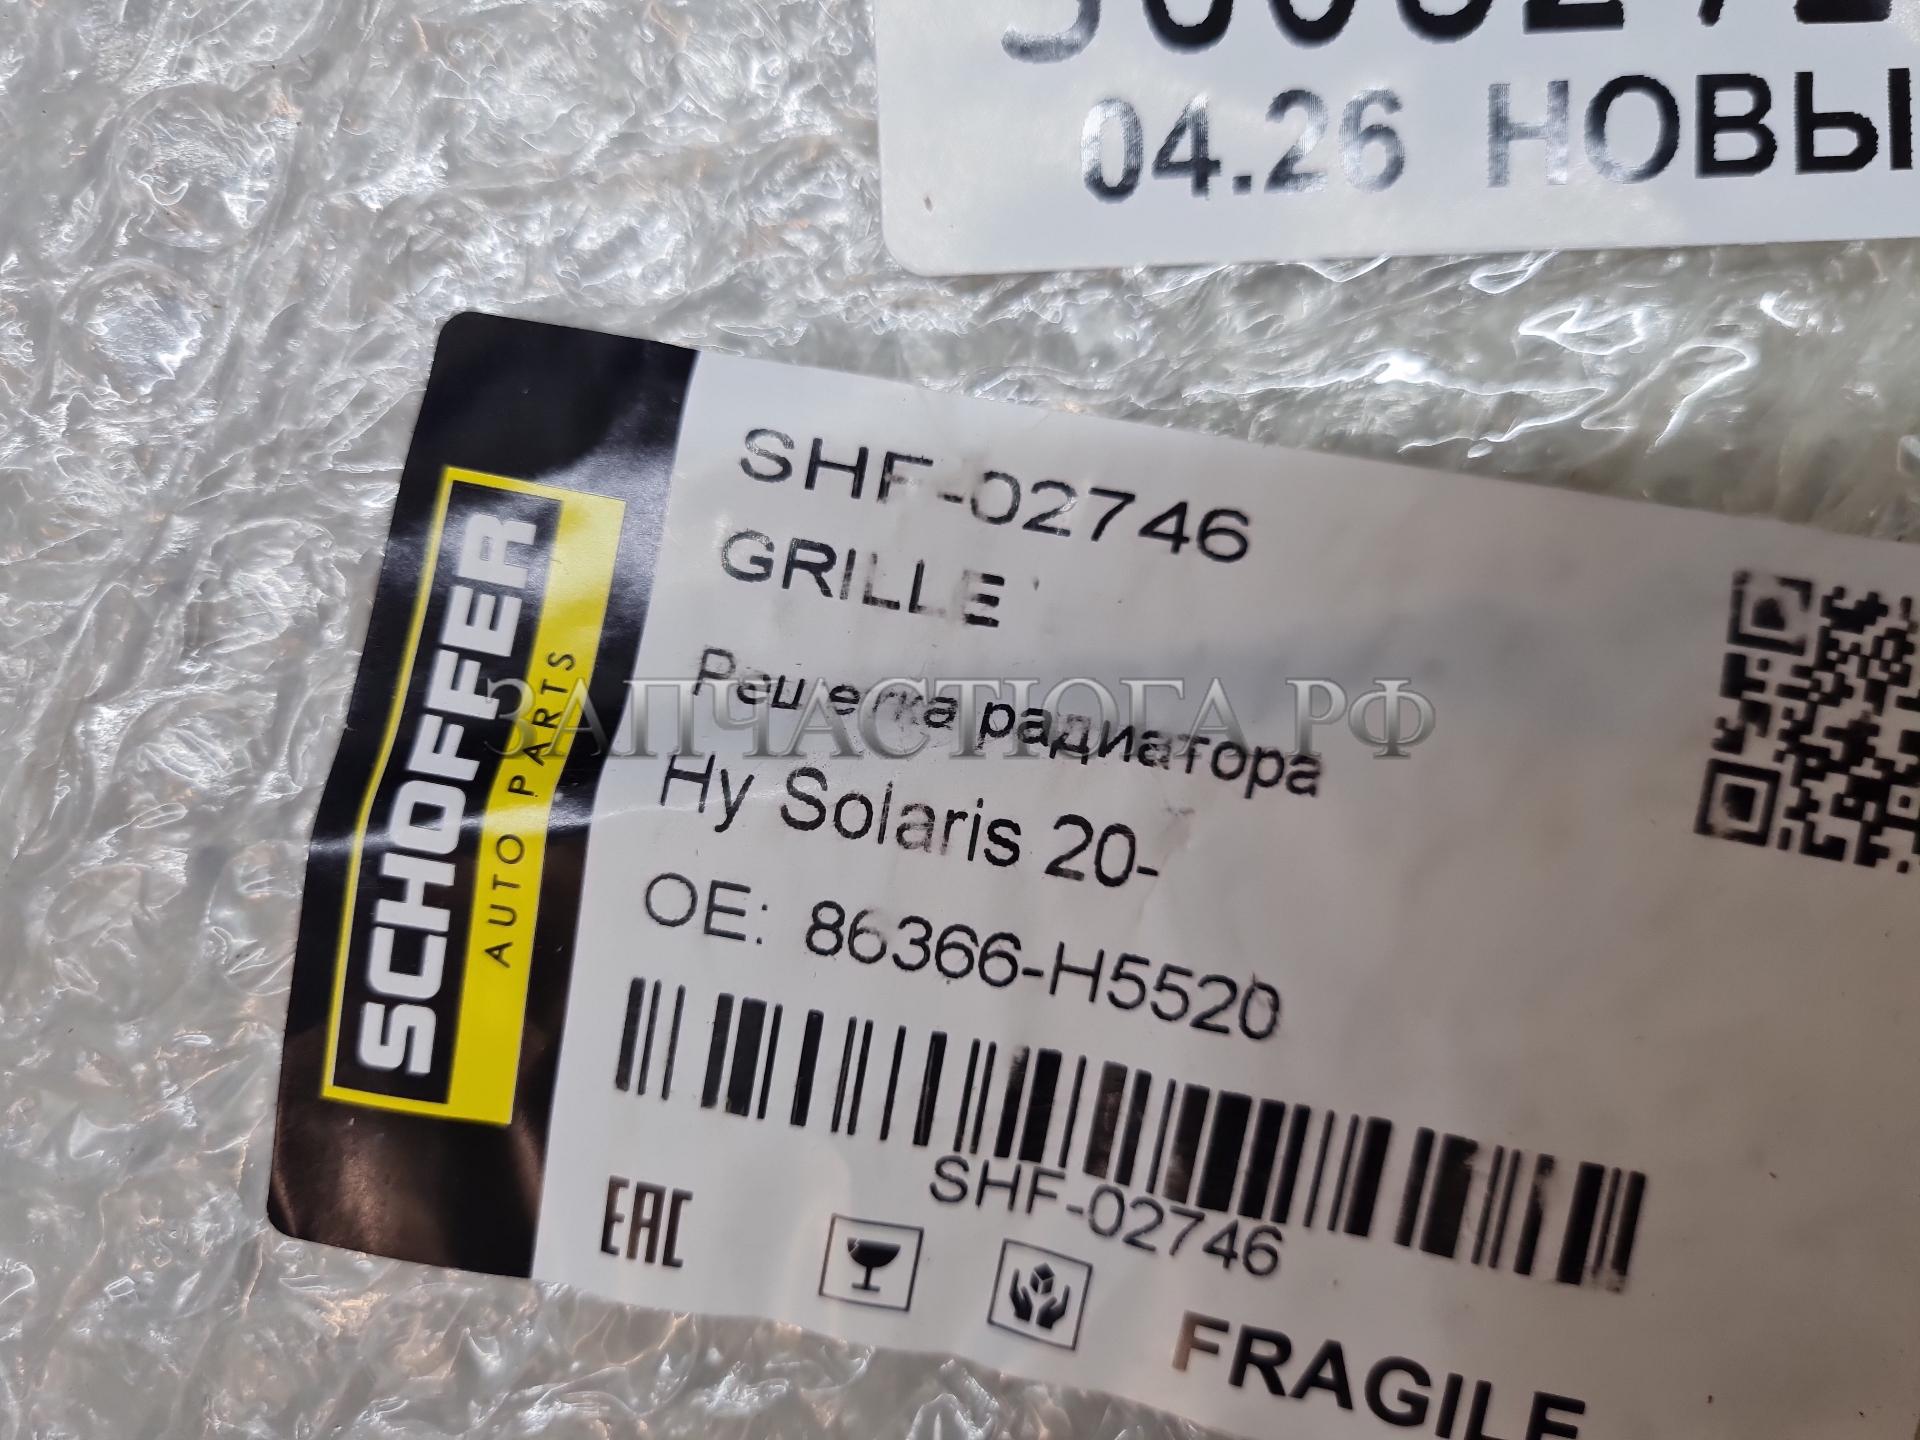 04.26 НОВЫ
SCHOFFER
AUTO PARTS
SHF-02746
GRILLE
Решетка радиатора
ЗАПЧАСТЮГА.РФ
Hy Solaris 20-
OE: 86366-H5520
SHF-02746
EAC
FRAGILE